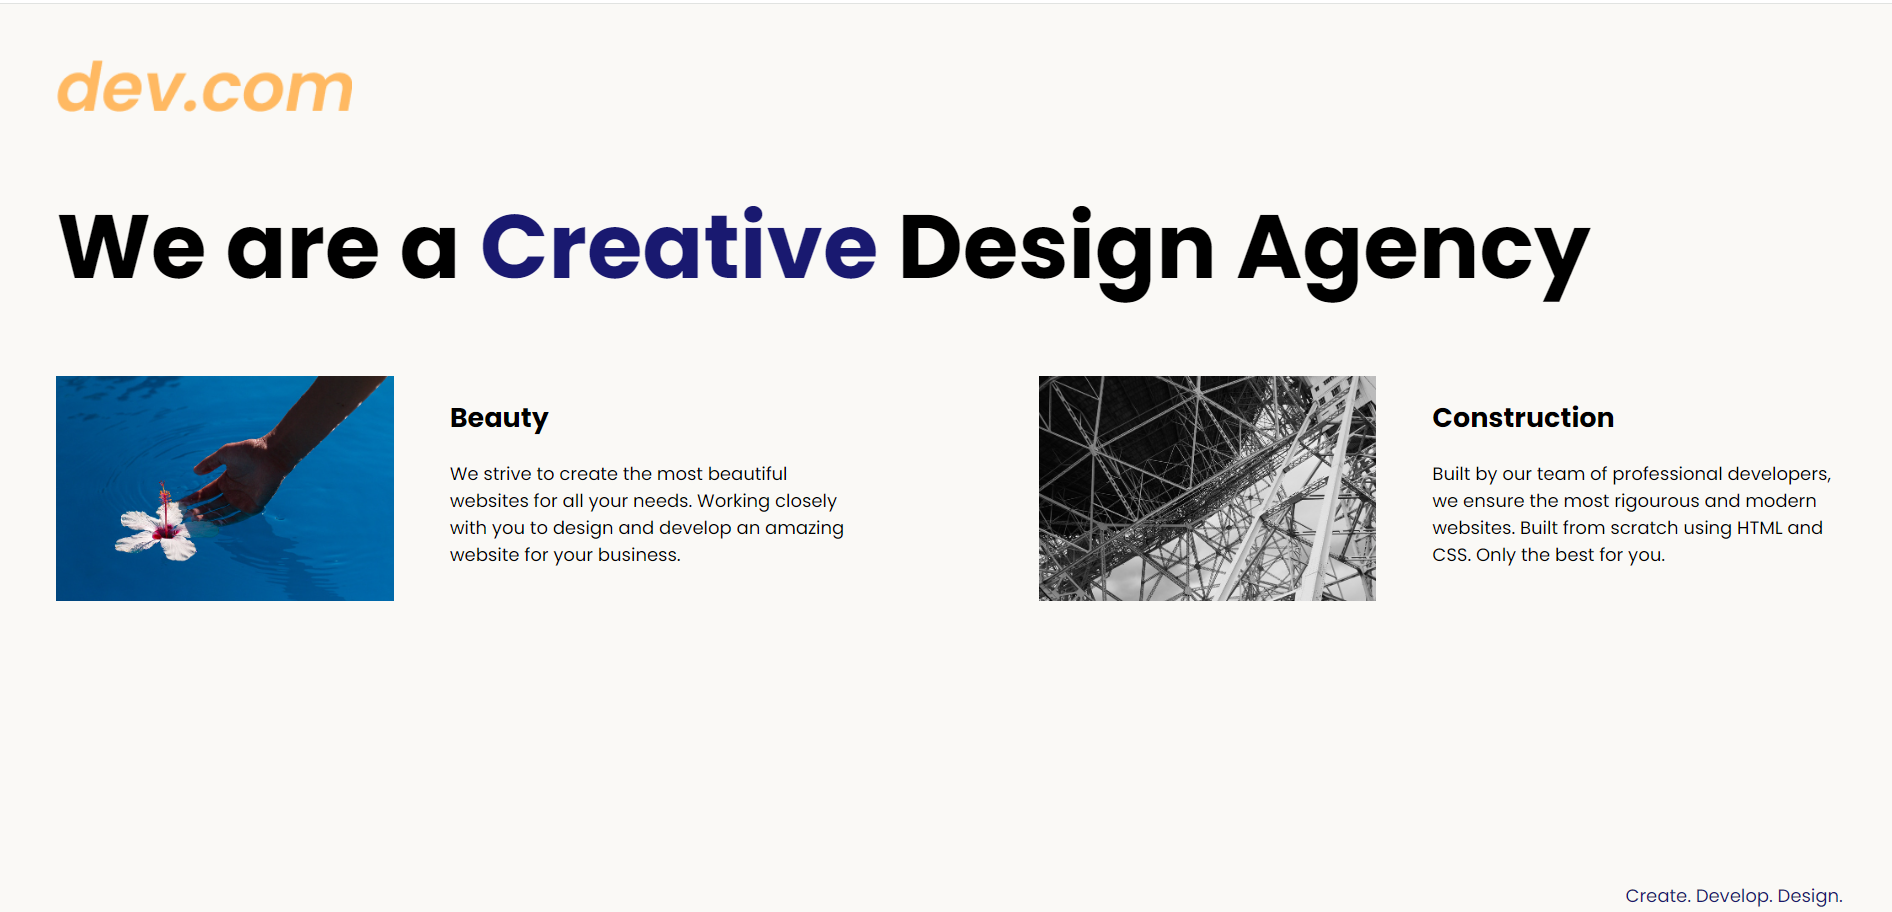 dev.com
We are a Creative Design Agency
Beauty
We strive to create the most beautiful
websites for all your needs. Working closely
with you to design and develop an amazing
website for your business.
Construction
Built by our team of professional developers,
we ensure the most rigourous and modern
websites. Built from scratch using HTML and
CSS. Only the best for you.
Create. Develop. Design.